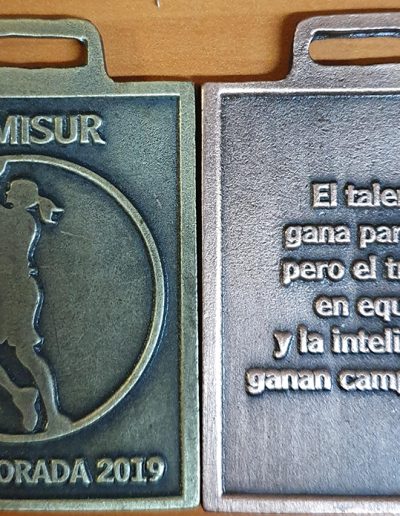 MISUR
ORADA 2019
El talen
gana par
pero el tr
en equ
y la inteli
ganan camp